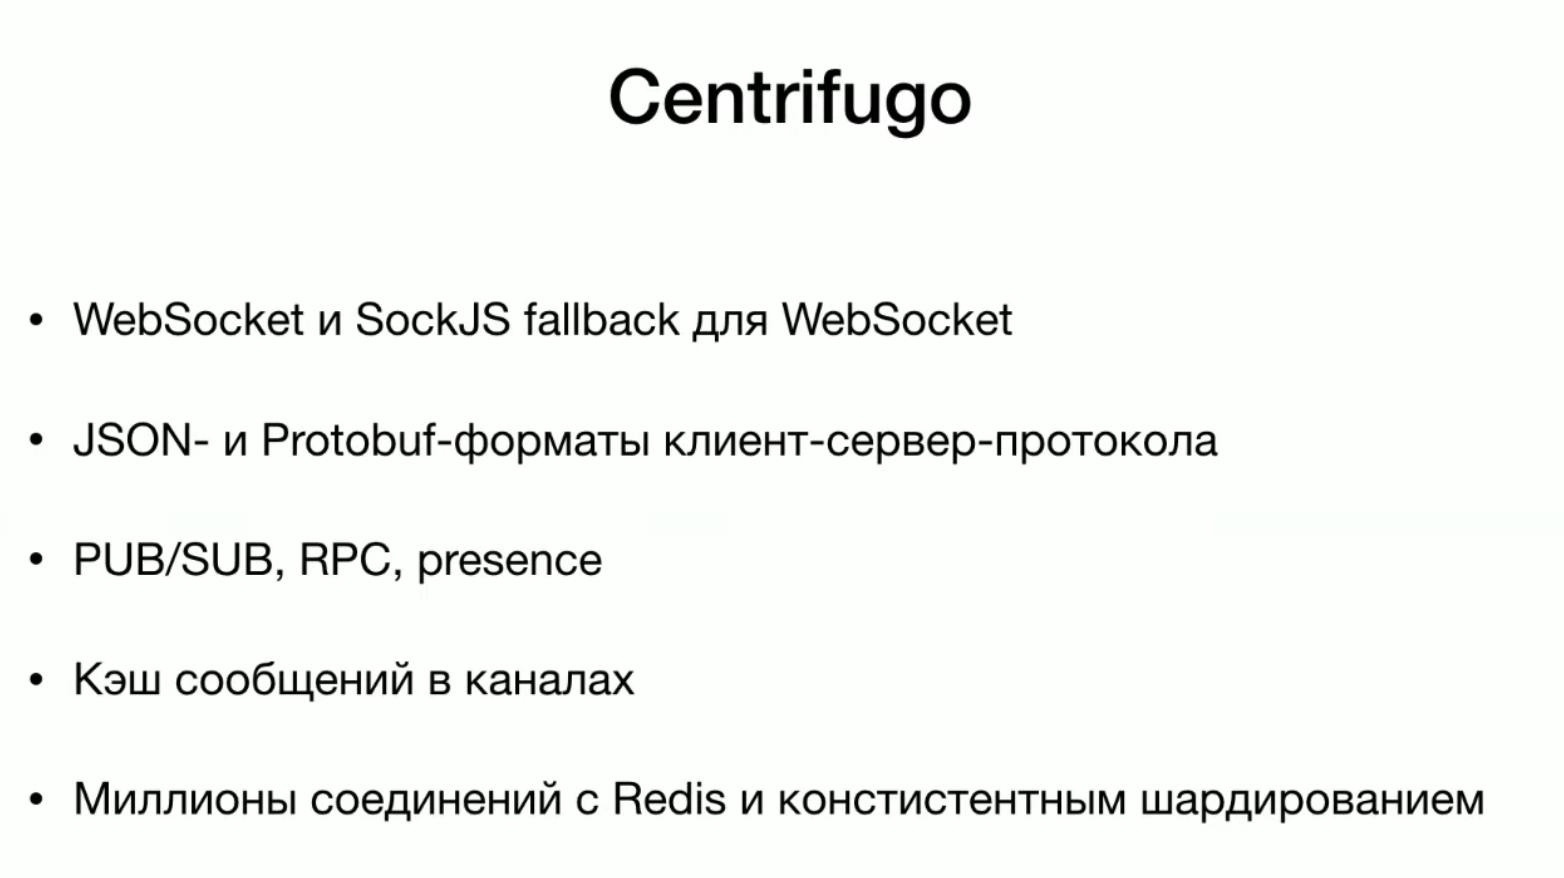 Centrifugo
• WebSocket и SockJS fallback для WebSocket
• JSON- и Protobuf-форматы клиент-сервер-протокола
• PUB/SUB, RPC, presence
• Кэш сообщений в каналах
• Миллионы соединений с Redis и констистентным шардированием